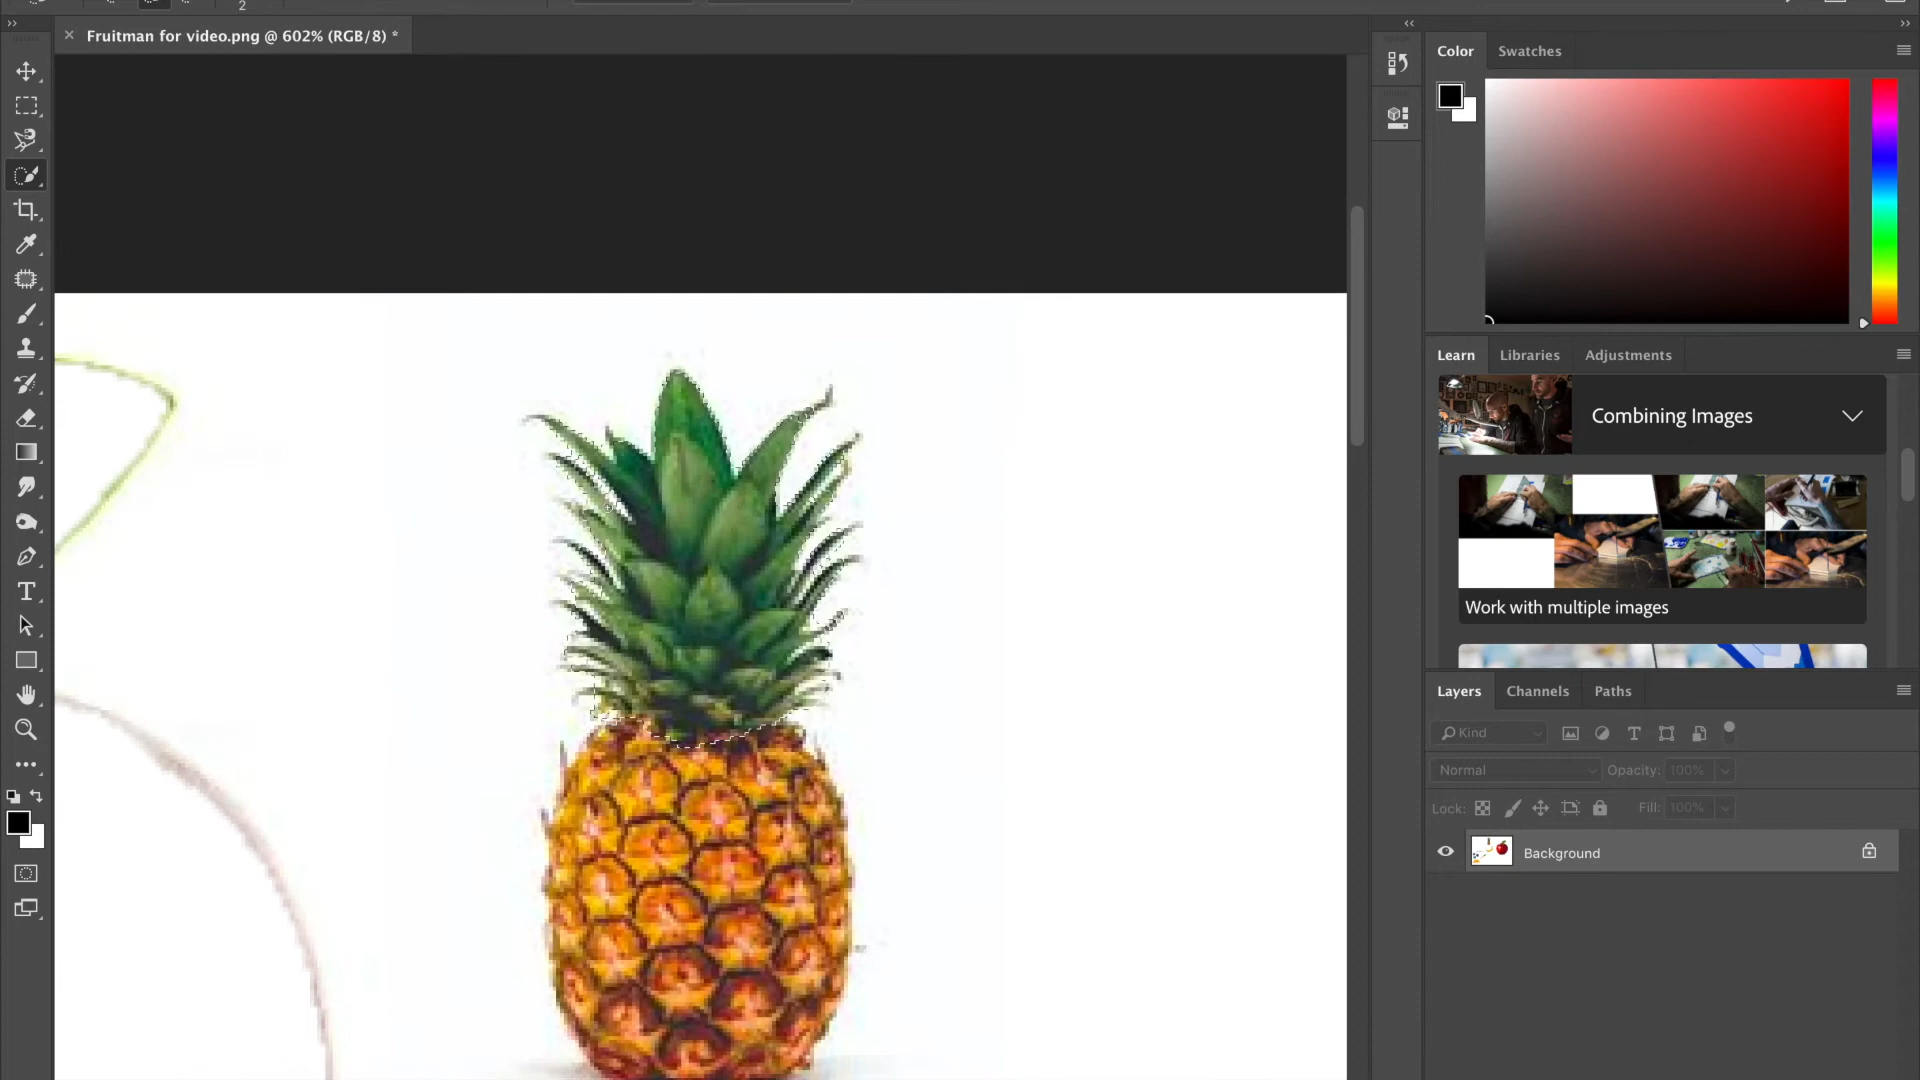 2
Fruitman for video.png @ 602% (RGB/8) *
Color
Swatches
Learn
Libraries
Adjustments
Combining Images
Work with multiple images
Layers
Channels
Paths
Kind
Normal
Opacity: 100%
Lock:
Fill: 100%
Background